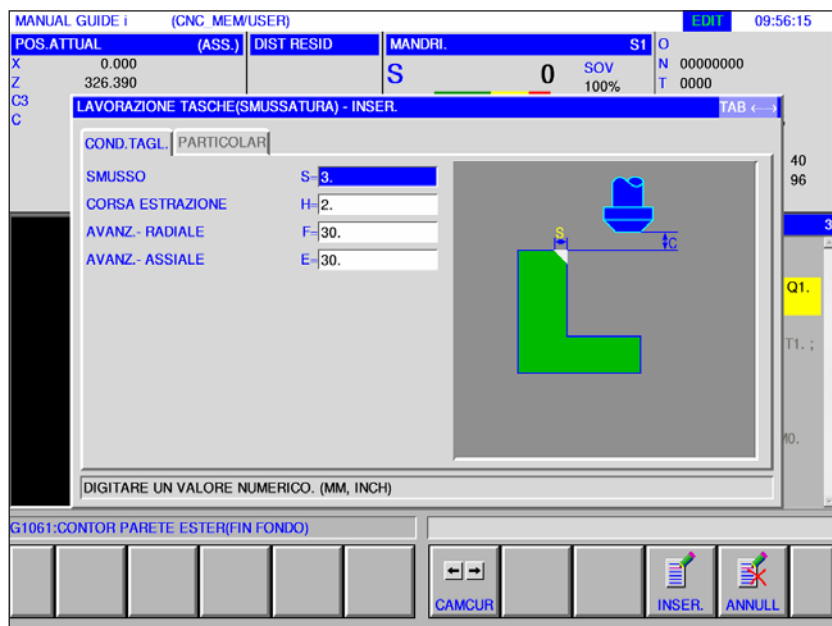 MANUAL GUIDE i (CNC_MEM/USER) EDIT 09:56:15
POS.ATTUAL (ASS.) DIST RESID MANDRI. S1 O
X 0.000 N 00000000
Z 326.390 S 0 SOV 100% T 0000
C3
C
40
96
LAVORAZIONE TASCHE(SMUSSATURA) - INSER. TAB ←→
COND.TAGL. PARTICOLAR
SMUSSO S=3.
CORSA ESTRAZIONE H=2.
AVANZ.- RADIALE F=30.
AVANZ.- ASSIALE E=30.
S
C
3
Q1.
T1. ;
M0.
DIGITARE UN VALORE NUMERICO. (MM, INCH)
G1061:CONTOR PARETE ESTER(FIN FONDO)
CAMCUR INSER. ANNULL